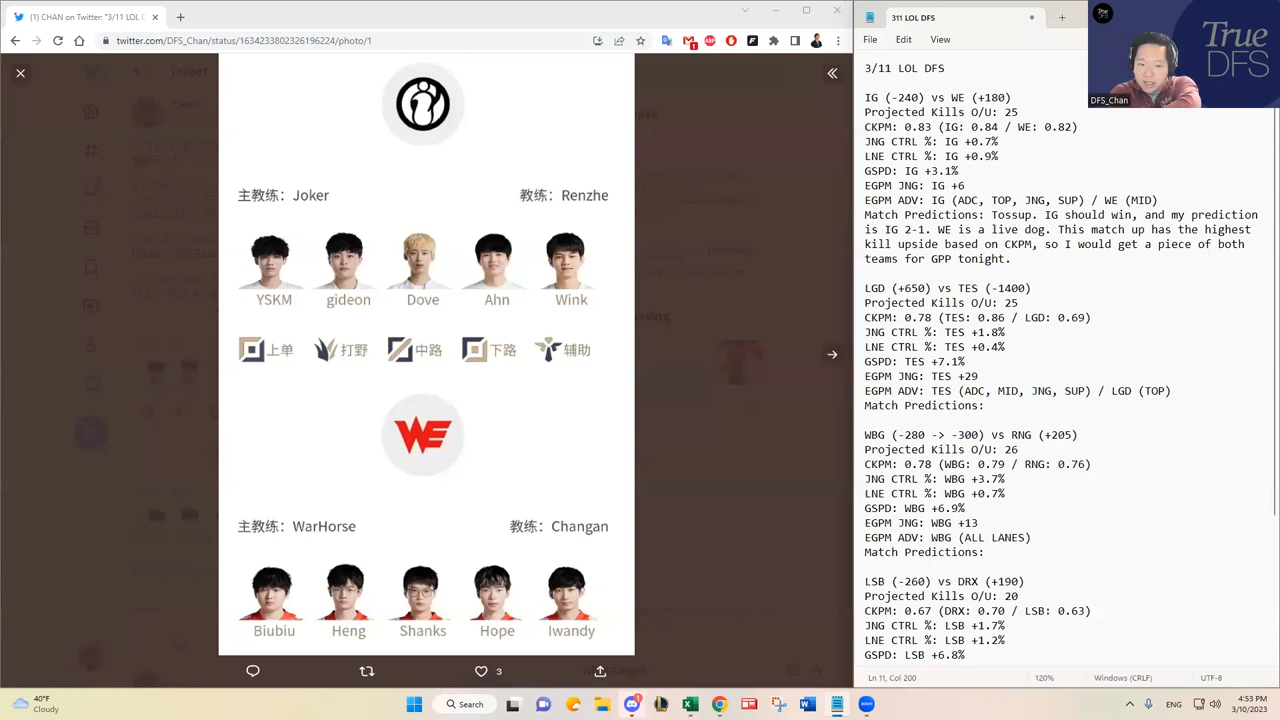 (1) CHAN on Twitter: "3/11 LOL D
twitter.com/DFS_Chan/status/1634233802326196224/photo/1
主教练：Joker
教练：Renzhe
YSKM
gideon
Dove
Ahn
Wink
上单
打野
中路
下路
辅助
WE
主教练：WarHorse
教练：Changan
Biubiu
Heng
Shanks
Hope
Iwandy
3
311 LOL DFS
File
Edit
View
True
DFS
DFS_Chan
3/11 LOL DFS
IG (-240) vs WE (+180)
Projected Kills O/U: 25
CKPM: 0.83 (IG: 0.84 / WE: 0.82)
JNG CTRL %: IG +0.7%
LNE CTRL %: IG +0.9%
GSPD: IG +3.1%
EGPM JNG: IG +6
EGPM ADV: IG (ADC, TOP, JNG, SUP) / WE (MID)
Match Predictions: Tossup. IG should win, and my prediction
is IG 2-1. WE is a live dog. This match up has the highest
kill upside based on CKPM, so I would get a piece of both
teams for GPP tonight.
LGD (+650) vs TES (-1400)
Projected Kills O/U: 25
CKPM: 0.78 (TES: 0.86 / LGD: 0.69)
JNG CTRL %: TES +1.8%
LNE CTRL %: TES +0.4%
GSPD: TES +7.1%
EGPM JNG: TES +29
EGPM ADV: TES (ADC, MID, JNG, SUP) / LGD (TOP)
Match Predictions:
WBG (-280 -> -300) vs RNG (+205)
Projected Kills O/U: 26
CKPM: 0.78 (WBG: 0.79 / RNG: 0.76)
JNG CTRL %: WBG +3.7%
LNE CTRL %: WBG +0.7%
GSPD: WBG +6.9%
EGPM JNG: WBG +13
EGPM ADV: WBG (ALL LANES)
Match Predictions:
LSB (-260) vs DRX (+190)
Projected Kills O/U: 20
CKPM: 0.67 (DRX: 0.70 / LSB: 0.63)
JNG CTRL %: LSB +1.7%
LNE CTRL %: LSB +1.2%
GSPD: LSB +6.8%
Ln 11, Col 200
120%
Windows (CRLF)
UTF-8
40°F
Cloudy
Search
ENG
4:53 PM
3/10/2023